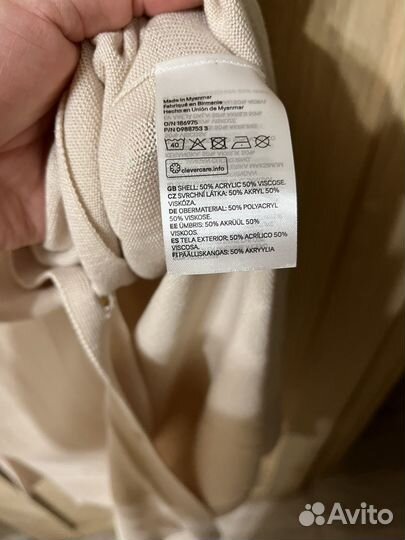 Made in Myanmar
Fabriqué en Birmanie
Hecho en Unión de Myanmar
O/N 186975
P/N 0988753 3
40
clevercare.info
GB SHELL: 50% ACRYLIC 50% VISCOSE.
CZ SVRCHNÍ LÁTKA: 50% AKRYL 50%
VISKÓZA.
DE OBERMATERIAL: 50% POLYACRYL
50% VISKOSE.
EE ÜMBRIS: 50% AKRÜÜL 50%
VISKOOS.
ES TELA EXTERIOR: 50% ACRÍLICO 50%
VISCOSA.
FI PÄÄLLISKANGAS: 50% AKRYYLIA
Avito